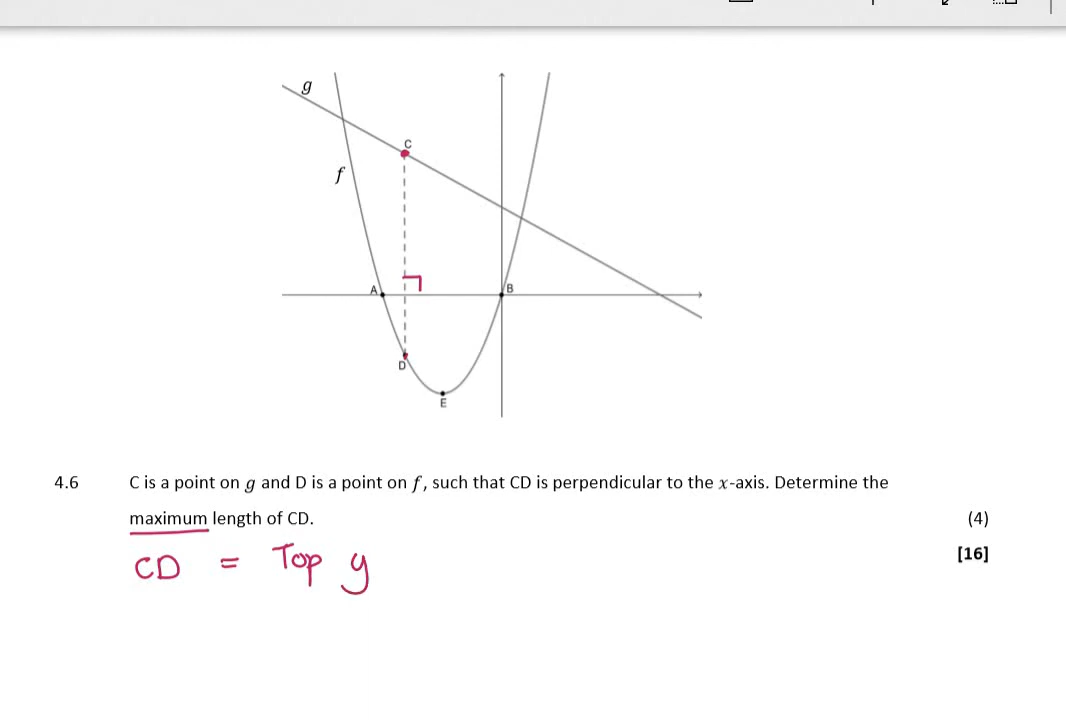 g
C
f
A
B
D
E
4.6 C is a point on g and D is a point on f, such that CD is perpendicular to the x-axis. Determine the
maximum length of CD. (4)
CD = Top y
[16]